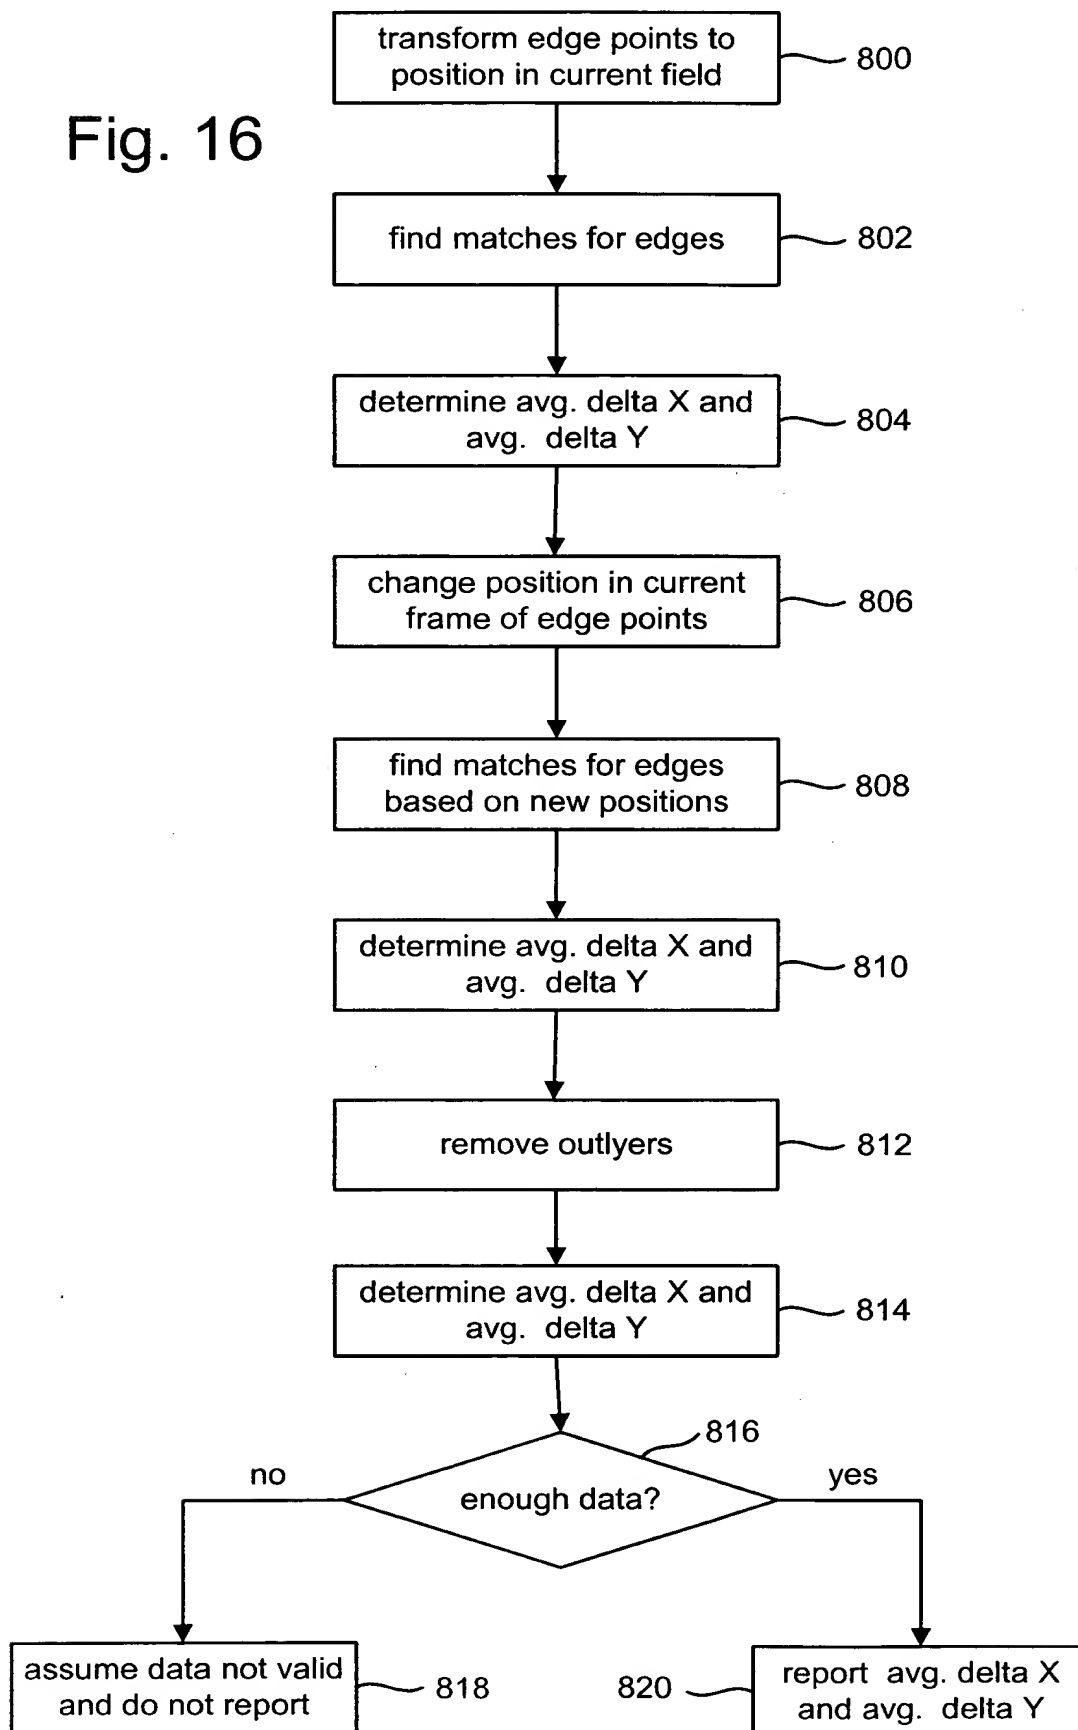 transform edge points to
position in current field
800
Fig. 16
find matches for edges
802
determine avg. delta X and
avg. delta Y
804
change position in current
frame of edge points
806
find matches for edges
based on new positions
808
determine avg. delta X and
avg. delta Y
810
remove outlyers
812
determine avg. delta X and
avg. delta Y
814
816
no
yes
enough data?
assume data not valid
and do not report
818
820
report avg. delta X
and avg. delta Y